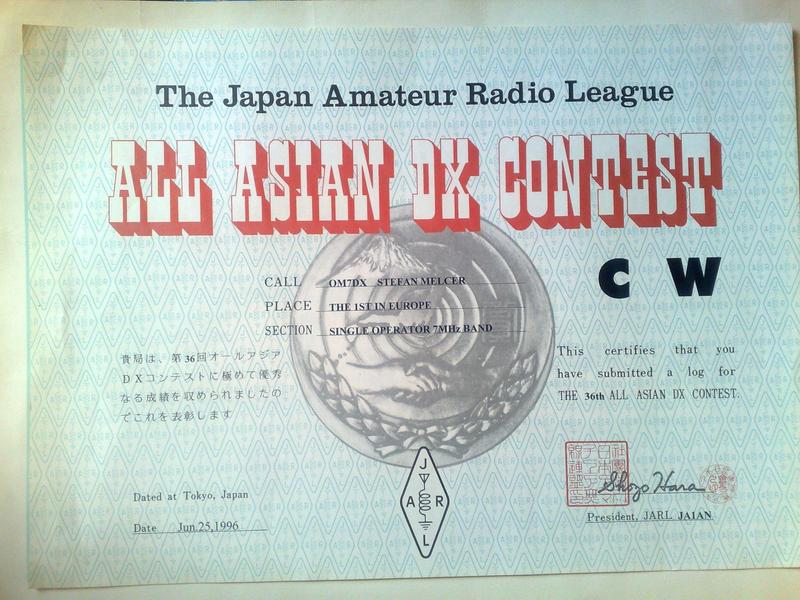 The Japan Amateur Radio League
ALL ASIAN DX CONTEST
C W
CALL OM7DX STEFAN MELCER
PLACE THE 1ST IN EUROPE
SECTION SINGLE OPERATOR 7MHz BAND
貴局は、第36回オールアジア
DXコンテストに極めて優秀
なる成績を収められましたの
でこれを表彰します
This certifies that you
have submitted a log for
THE 36th ALL ASIAN DX CONTEST.
Dated at Tokyo, Japan
Date Jun.25,1996
J
A R
L
Shozo Hara
President, JARL JA1AN